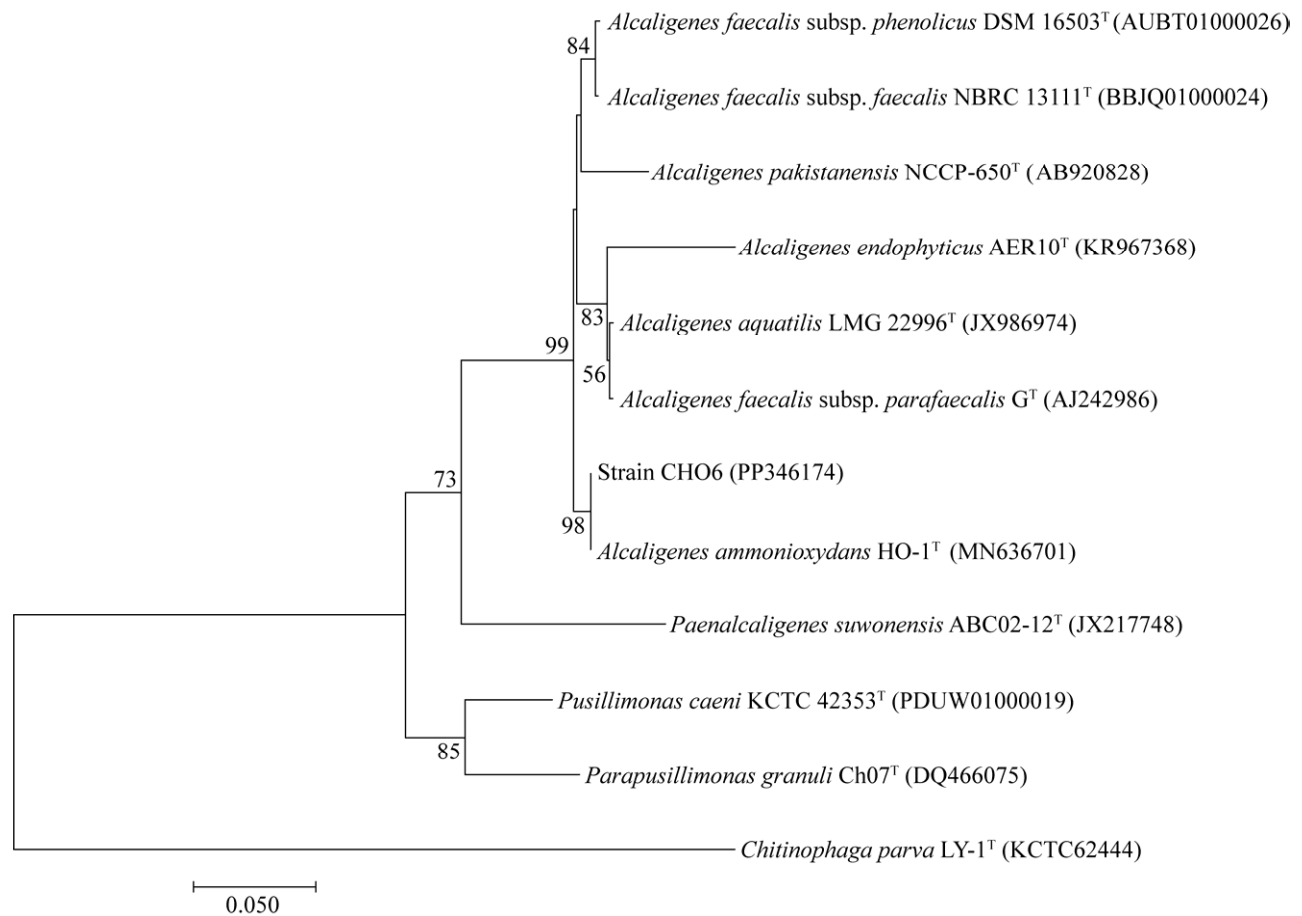 Alcaligenes faecalis subsp. phenolicus DSM 16503ᵀ (AUBT01000026)
84
Alcaligenes faecalis subsp. faecalis NBRC 13111ᵀ (BBJQ01000024)
Alcaligenes pakistanensis NCCP-650ᵀ (AB920828)
Alcaligenes endophyticus AER10ᵀ (KR967368)
83
Alcaligenes aquatilis LMG 22996ᵀ (JX986974)
99
56
Alcaligenes faecalis subsp. parafaecalis Gᵀ (AJ242986)
Strain CHO6 (PP346174)
73
98
Alcaligenes ammonioxydans HO-1ᵀ (MN636701)
Paenalcaligenes suwonensis ABC02-12ᵀ (JX217748)
Pusillimonas caeni KCTC 42353ᵀ (PDUW01000019)
85
Parapusillimonas granuli Ch07ᵀ (DQ466075)
Chitinophaga parva LY-1ᵀ (KCTC62444)
0.050